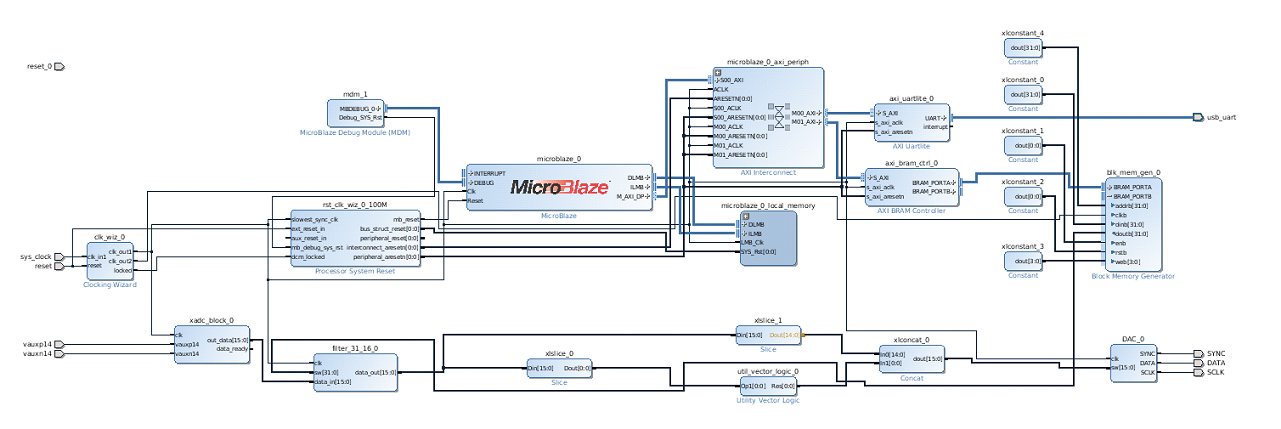 reset_0
sys_clock
reset
vauxp14
vauxn14
clk_wiz_0
clk_in1
reset
clk_out1
clk_out2
locked
Clocking Wizard
xadc_block_0
clk
vauxp14
vauxn14
out_data[15:0]
data_ready
mdm_1
MBDEBUG_0
Debug_SYS_Rst
MicroBlaze Debug Module (MDM)
rst_clk_wiz_0_100M
slowest_sync_clk
ext_reset_in
aux_reset_in
mb_debug_sys_rst
dcm_locked
mb_reset
bus_struct_reset[0:0]
peripheral_reset[0:0]
interconnect_aresetn[0:0]
peripheral_aresetn[0:0]
Processor System Reset
filter_31_16_0
clk
sw[31:0]
data_in[15:0]
data_out[15:0]
microblaze_0
INTERRUPT
DEBUG
Clk
Reset
MicroBlaze
DLMB
ILMB
M_AXI_DP
MicroBlaze
xlslice_0
Din[15:0]
Dout[0:0]
Slice
microblaze_0_axi_periph
S00_AXI
ACLK
ARESETN[0:0]
S00_ACLK
S00_ARESETN[0:0]
M00_ACLK
M00_ARESETN[0:0]
M01_ACLK
M01_ARESETN[0:0]
M00_AXI
M01_AXI
AXI Interconnect
microblaze_0_local_memory
DLMB
ILMB
LMB_Clk
SYS_Rst[0:0]
xlslice_1
Din[15:0]
Dout[14:0]
Slice
util_vector_logic_0
Op1[0:0]
Res[0:0]
Utility Vector Logic
axi_uartlite_0
S_AXI
s_axi_aclk
s_axi_aresetn
UART
interrupt
AXI Uartlite
axi_bram_ctrl_0
S_AXI
s_axi_aclk
s_axi_aresetn
BRAM_PORTA
BRAM_PORTB
AXI BRAM Controller
xlconcat_0
In0[14:0]
In1[0:0]
dout[15:0]
Concat
xlconstant_4
dout[31:0]
Constant
xlconstant_0
dout[31:0]
Constant
xlconstant_1
dout[0:0]
Constant
xlconstant_2
dout[0:0]
Constant
xlconstant_3
dout[3:0]
Constant
blk_mem_gen_0
BRAM_PORTA
BRAM_PORTB
addrb[31:0]
clkb
dinb[31:0]
doutb[31:0]
enb
rstb
web[3:0]
Block Memory Generator
DAC_0
clk
sw[15:0]
SYNC
DATA
SCLK
usb_uart
SYNC
DATA
SCLK